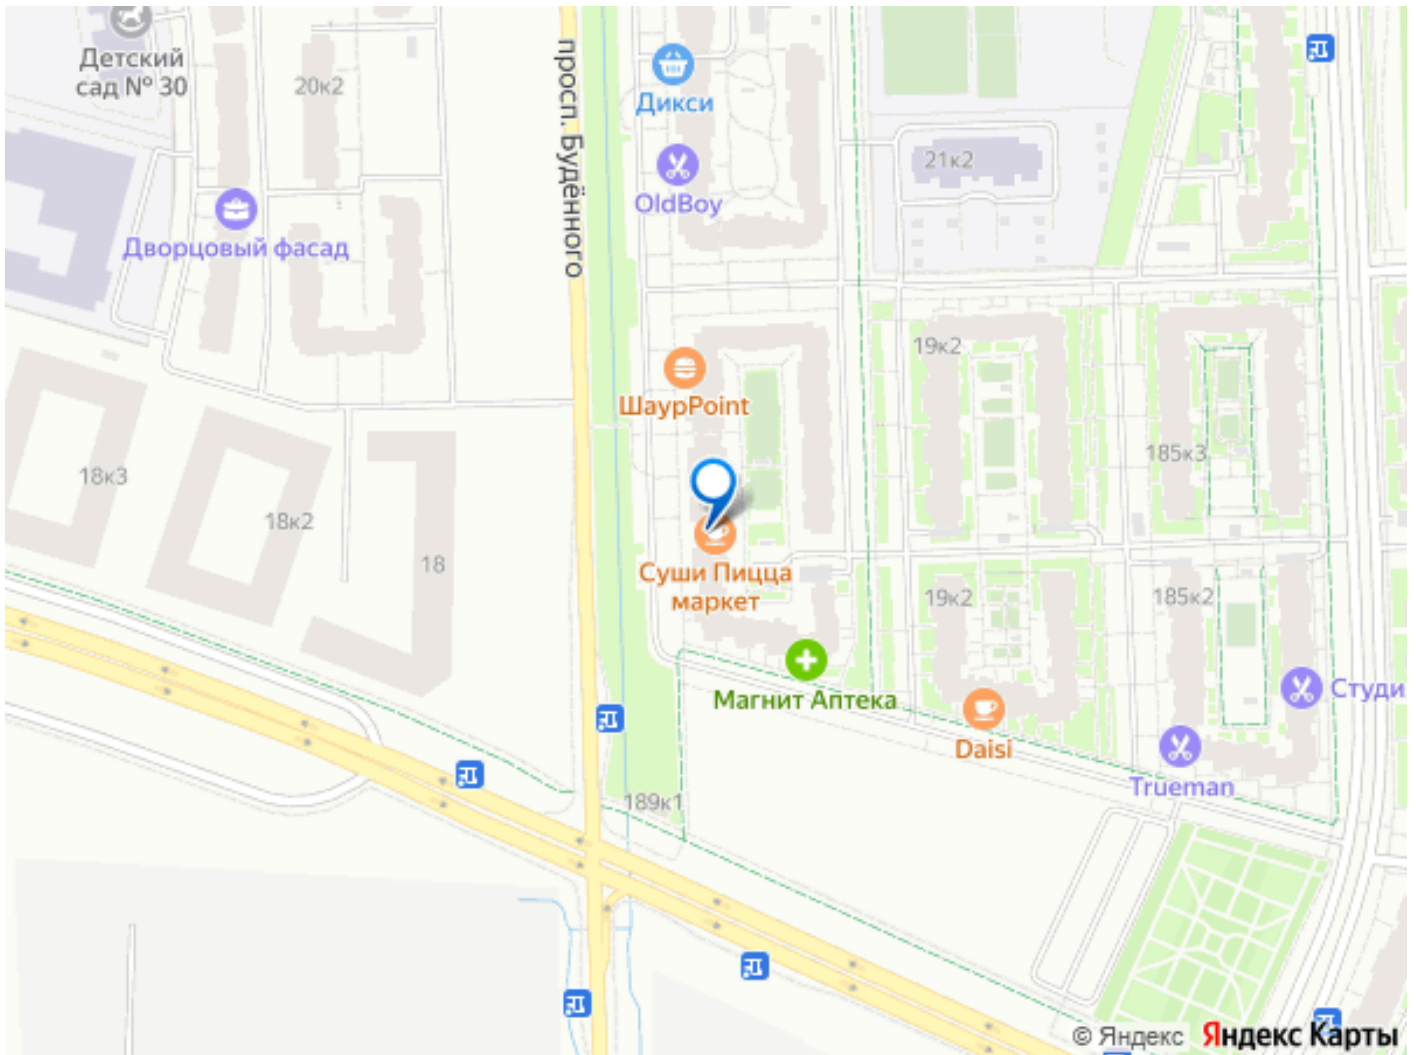 Детский
сад № 30
20к2
просп. Будённого
Дикси
OldBoy
21к2
Дворцовый фасад
19к2
ШаурPoint
185к3
18к3
18к2
18
Суши Пицца
маркет
19к2
185к2
Магнит Аптека
Студи
Daisi
Trueman
189к1
© Яндекс Яндекс Карты